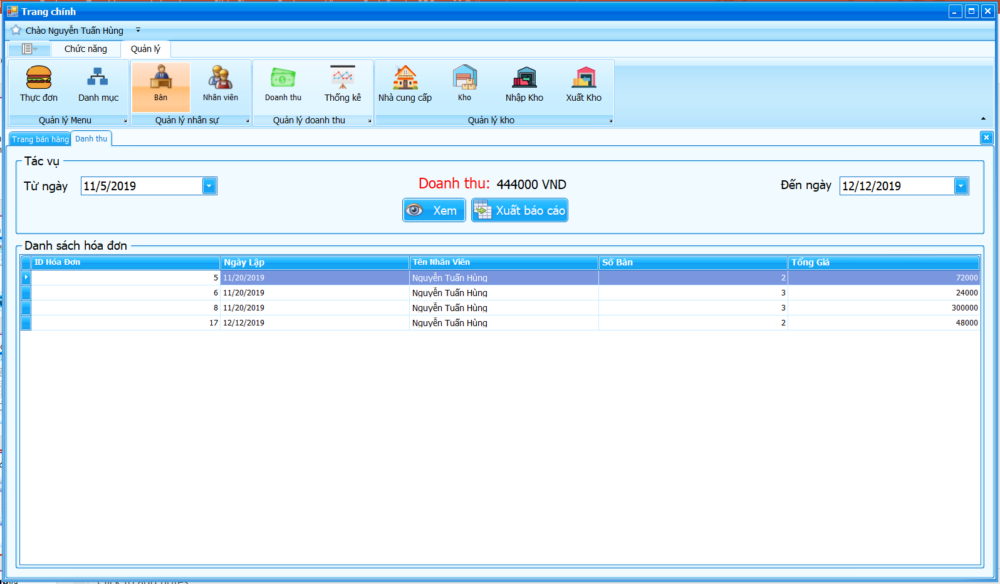 Trang chính
Chào Nguyễn Tuấn Hùng
Chức năng
Quản lý
Thực đơn
Danh mục
Bàn
Nhân viên
Doanh thu
Thống kê
Nhà cung cấp
Kho
Nhập Kho
Xuất Kho
Quản lý Menu
Quản lý nhân sự
Quản lý doanh thu
Quản lý kho
Trang bán hàng
Danh thu
Tác vụ
Từ ngày
11/5/2019
Doanh thu: 444000 VND
Đến ngày
12/12/2019
Xem
Xuất báo cáo
Danh sách hóa đơn
ID Hóa Đơn Ngày Lập Tên Nhân Viên Số Bàn Tổng Giá
5 11/20/2019 Nguyễn Tuấn Hùng 2 72000
6 11/20/2019 Nguyễn Tuấn Hùng 3 24000
8 11/20/2019 Nguyễn Tuấn Hùng 3 300000
17 12/12/2019 Nguyễn Tuấn Hùng 2 48000